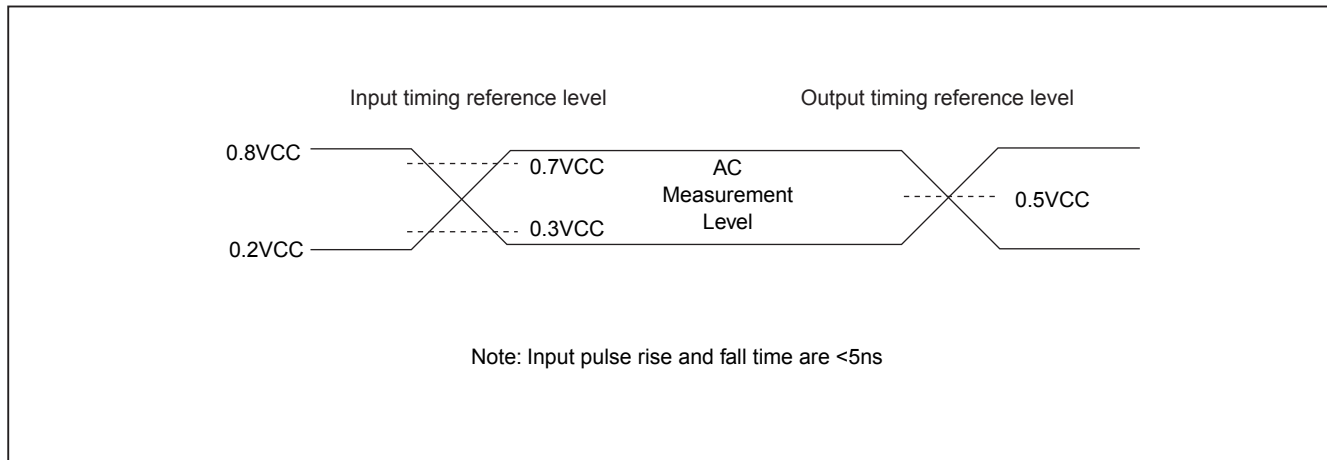 Input timing reference level
Output timing reference level
0.8VCC
0.7VCC
AC
Measurement
Level
0.5VCC
0.3VCC
0.2VCC
Note: Input pulse rise and fall time are <5ns